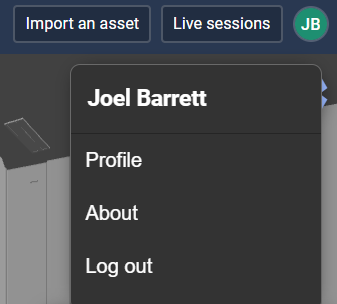 Import an asset
Live sessions
JB
Joel Barrett
Profile
About
Log out